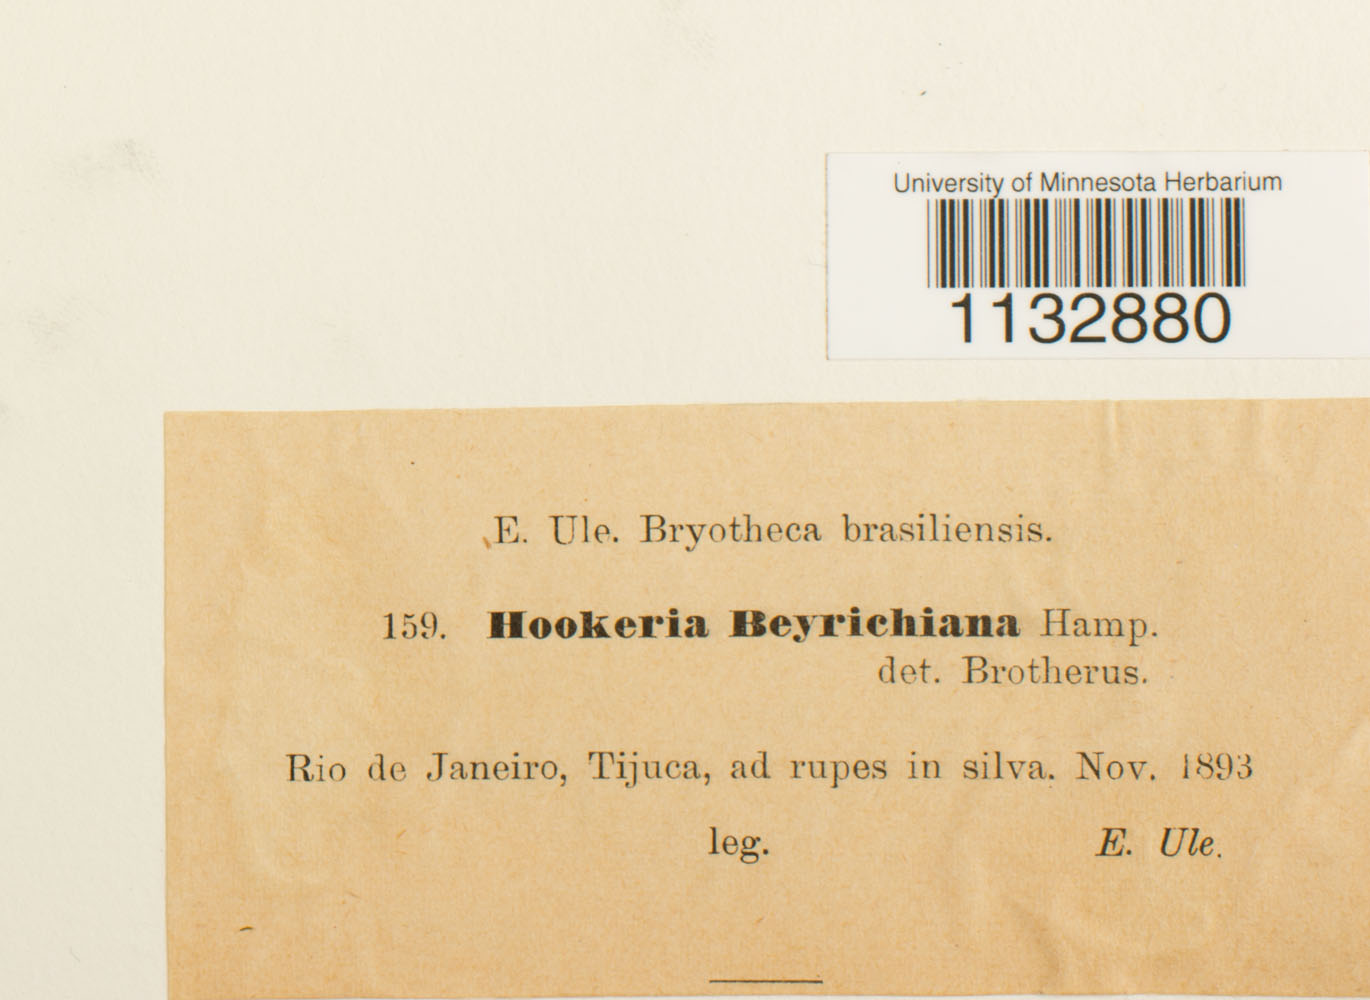 University of Minnesota Herbarium
1132880
E. Ule. Bryotheca brasiliensis.
159. Hookeria Beyrichiana Hamp.
det. Brotherus.
Rio de Janeiro, Tijuca, ad rupes in silva. Nov. 1893
leg. E. Ule.